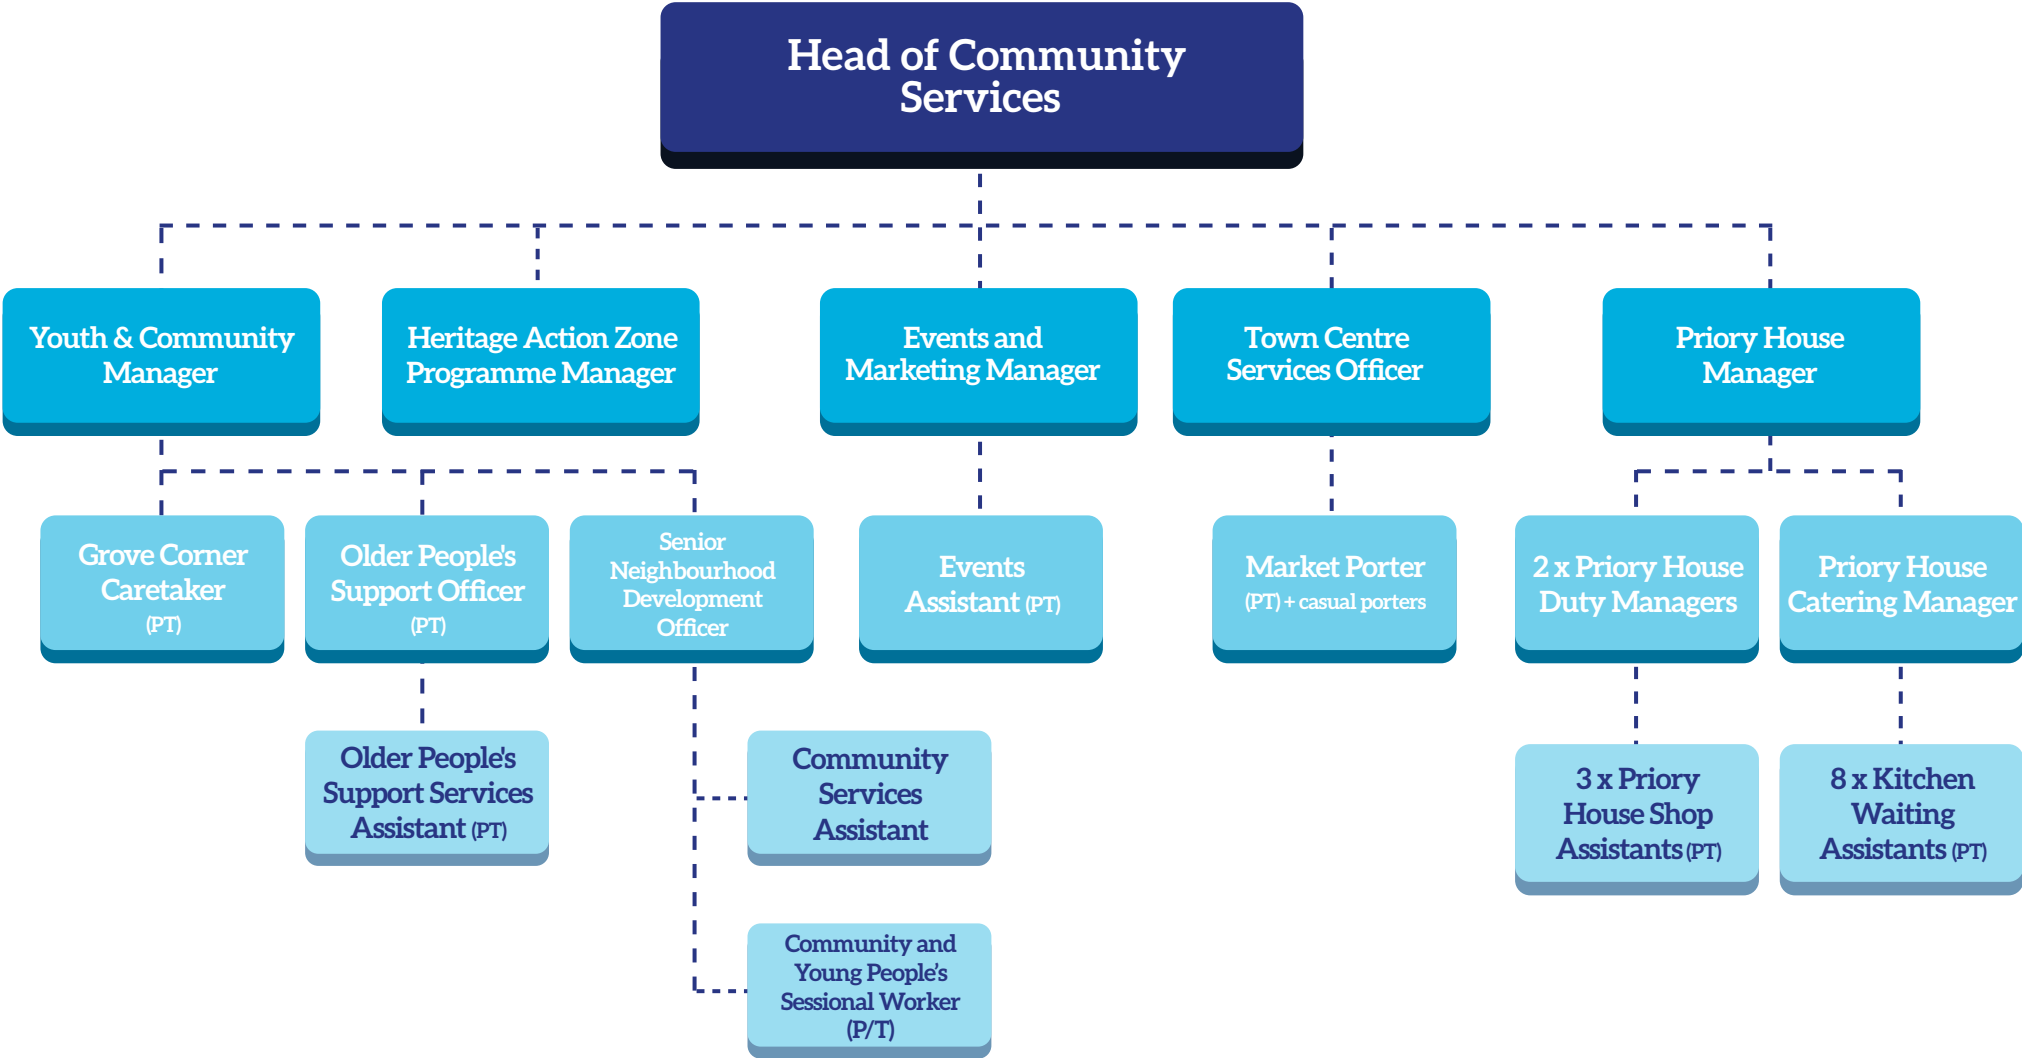 Head of Community
Services
Youth & Community
Manager
Heritage Action Zone
Programme Manager
Events and
Marketing Manager
Town Centre
Services Officer
Priory House
Manager
Grove Corner
Caretaker
(PT)
Older People's
Support Officer
(PT)
Senior
Neighbourhood
Development
Officer
Events
Assistant (PT)
Market Porter
(PT) + casual porters
2 x Priory House
Duty Managers
Priory House
Catering Manager
Older People's
Support Services
Assistant (PT)
Community
Services
Assistant
3 x Priory
House Shop
Assistants (PT)
8 x Kitchen
Waiting
Assistants (PT)
Community and
Young People’s
Sessional Worker
(P/T)